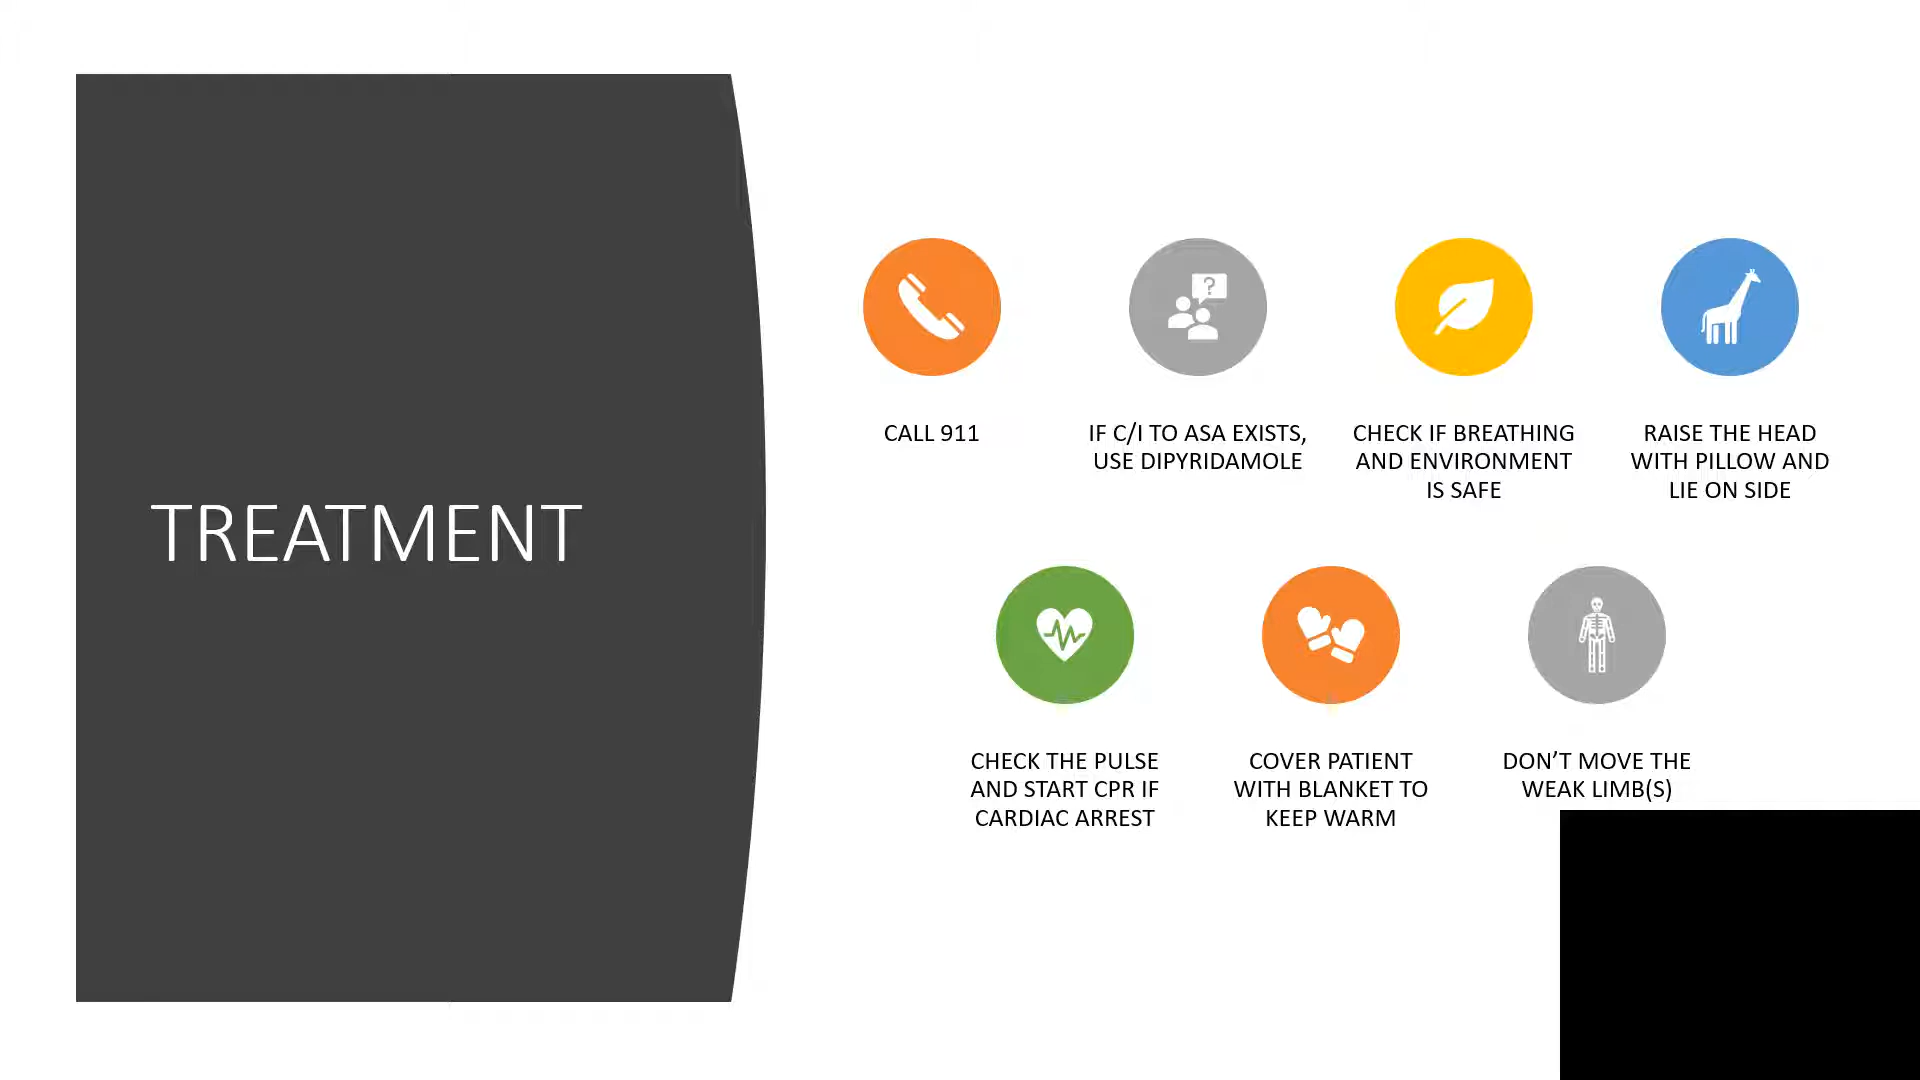 TREATMENT
CALL 911
IF C/I TO ASA EXISTS,
USE DIPYRIDAMOLE
CHECK IF BREATHING
AND ENVIRONMENT
IS SAFE
RAISE THE HEAD
WITH PILLOW AND
LIE ON SIDE
CHECK THE PULSE
AND START CPR IF
CARDIAC ARREST
COVER PATIENT
WITH BLANKET TO
KEEP WARM
DON’T MOVE THE
WEAK LIMB(S)
?